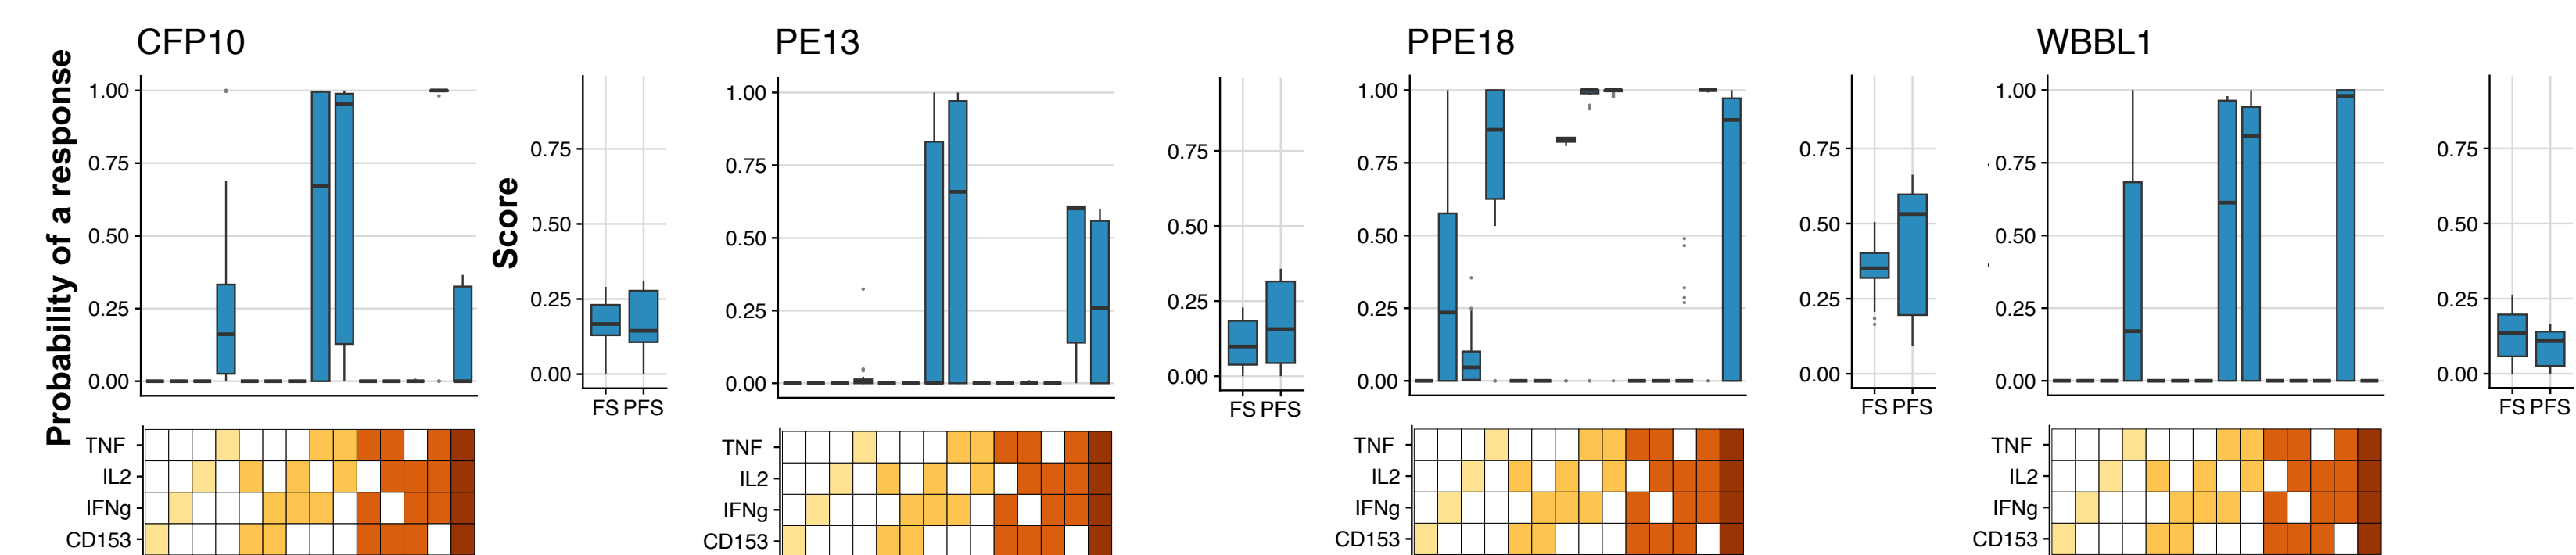 CFP10
PE13
PPE18
WBBL1
Probability of a response
1.00
0.75
0.50
0.25
0.00
Score
0.75
0.50
0.25
0.00
FS PFS
1.00
0.75
0.50
0.25
0.00
0.75
0.50
0.25
0.00
FS PFS
1.00
0.75
0.50
0.25
0.00
0.75
0.50
0.25
0.00
FS PFS
1.00
0.75
0.50
0.25
0.00
0.75
0.50
0.25
0.00
FS PFS
TNF
IL2
IFNg
CD153
TNF
IL2
IFNg
CD153
TNF
IL2
IFNg
CD153
TNF
IL2
IFNg
CD153